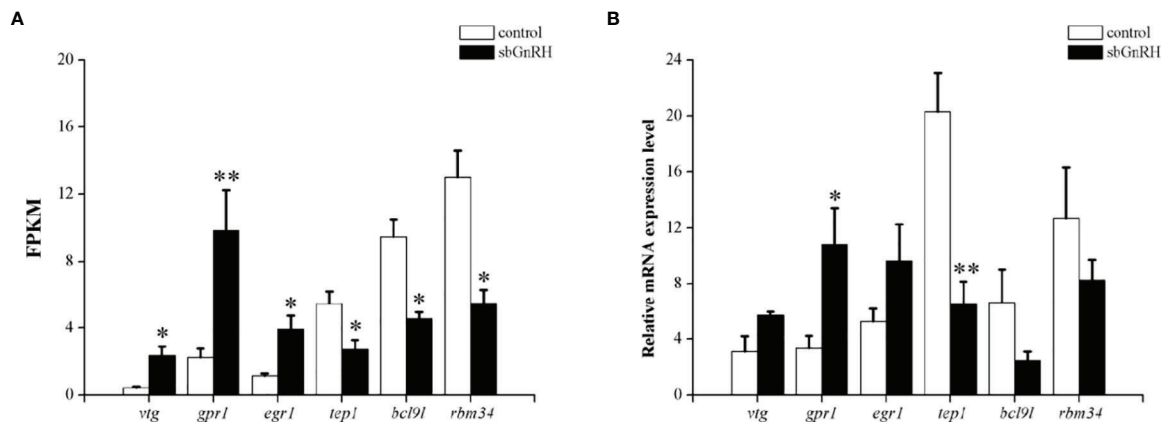 A
control
sbGnRH
20
16
12
8
4
0
FPKM
**
*
*
*
*
*
vtg gpr1 egr1 tep1 bcl9l rbm34
B
control
sbGnRH
24
20
16
12
8
4
0
Relative mRNA expression level
*
**
vtg gpr1 egr1 tep1 bcl9l rbm34